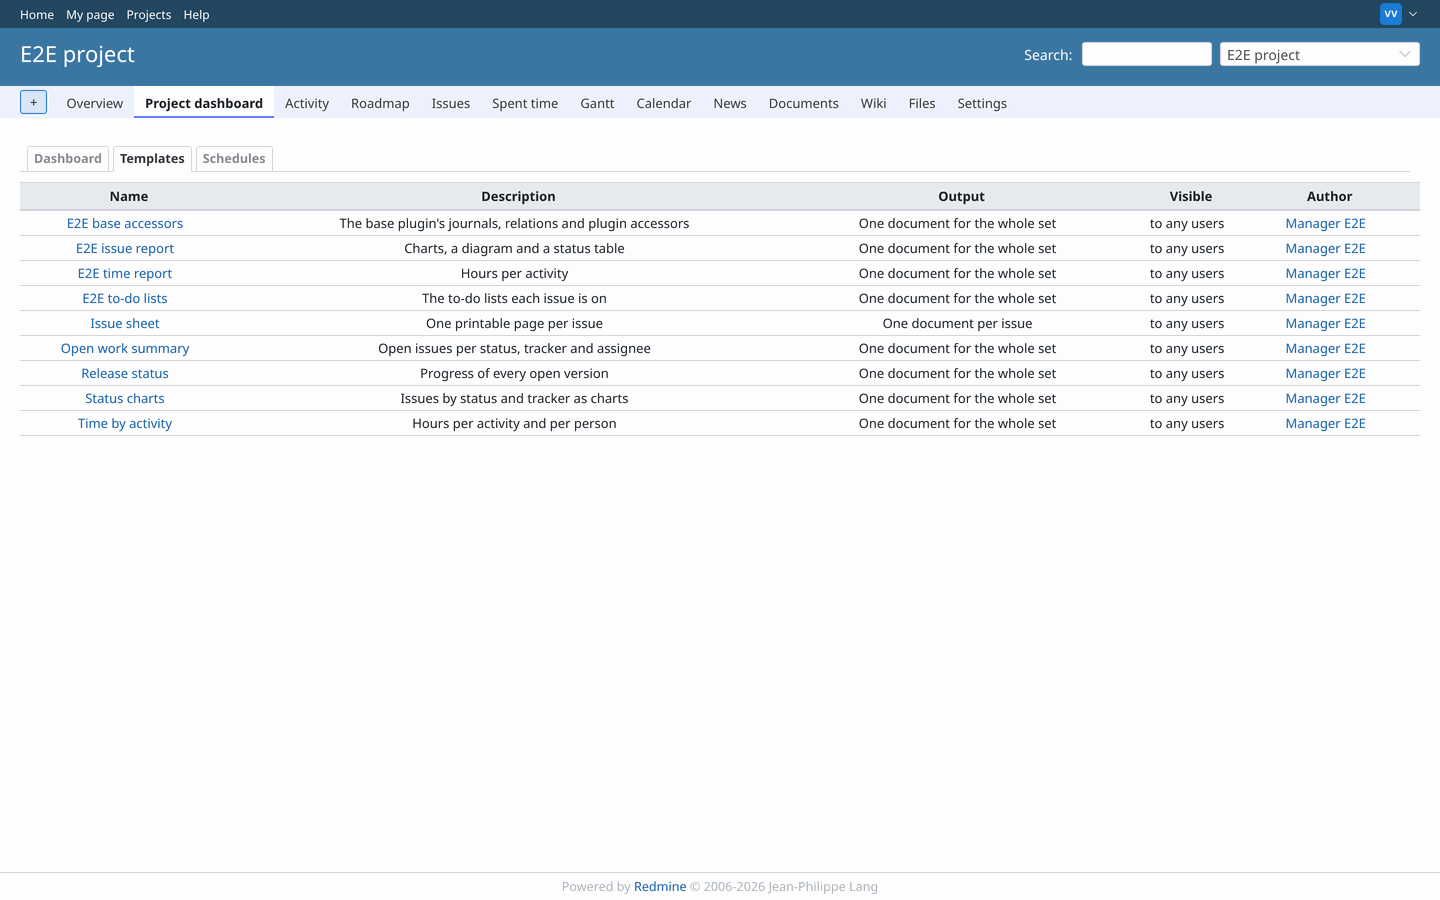 Home My page Projects Help VV
E2E project
Search: E2E project
+ Overview Project dashboard Activity Roadmap Issues Spent time Gantt Calendar News Documents Wiki Files Settings
Dashboard Templates Schedules
Name Description Output Visible Author
E2E base accessors The base plugin's journals, relations and plugin accessors One document for the whole set to any users Manager E2E
E2E issue report Charts, a diagram and a status table One document for the whole set to any users Manager E2E
E2E time report Hours per activity One document for the whole set to any users Manager E2E
E2E to-do lists The to-do lists each issue is on One document for the whole set to any users Manager E2E
Issue sheet One printable page per issue One document per issue to any users Manager E2E
Open work summary Open issues per status, tracker and assignee One document for the whole set to any users Manager E2E
Release status Progress of every open version One document for the whole set to any users Manager E2E
Status charts Issues by status and tracker as charts One document for the whole set to any users Manager E2E
Time by activity Hours per activity and per person One document for the whole set to any users Manager E2E
Powered by Redmine © 2006-2026 Jean-Philippe Lang